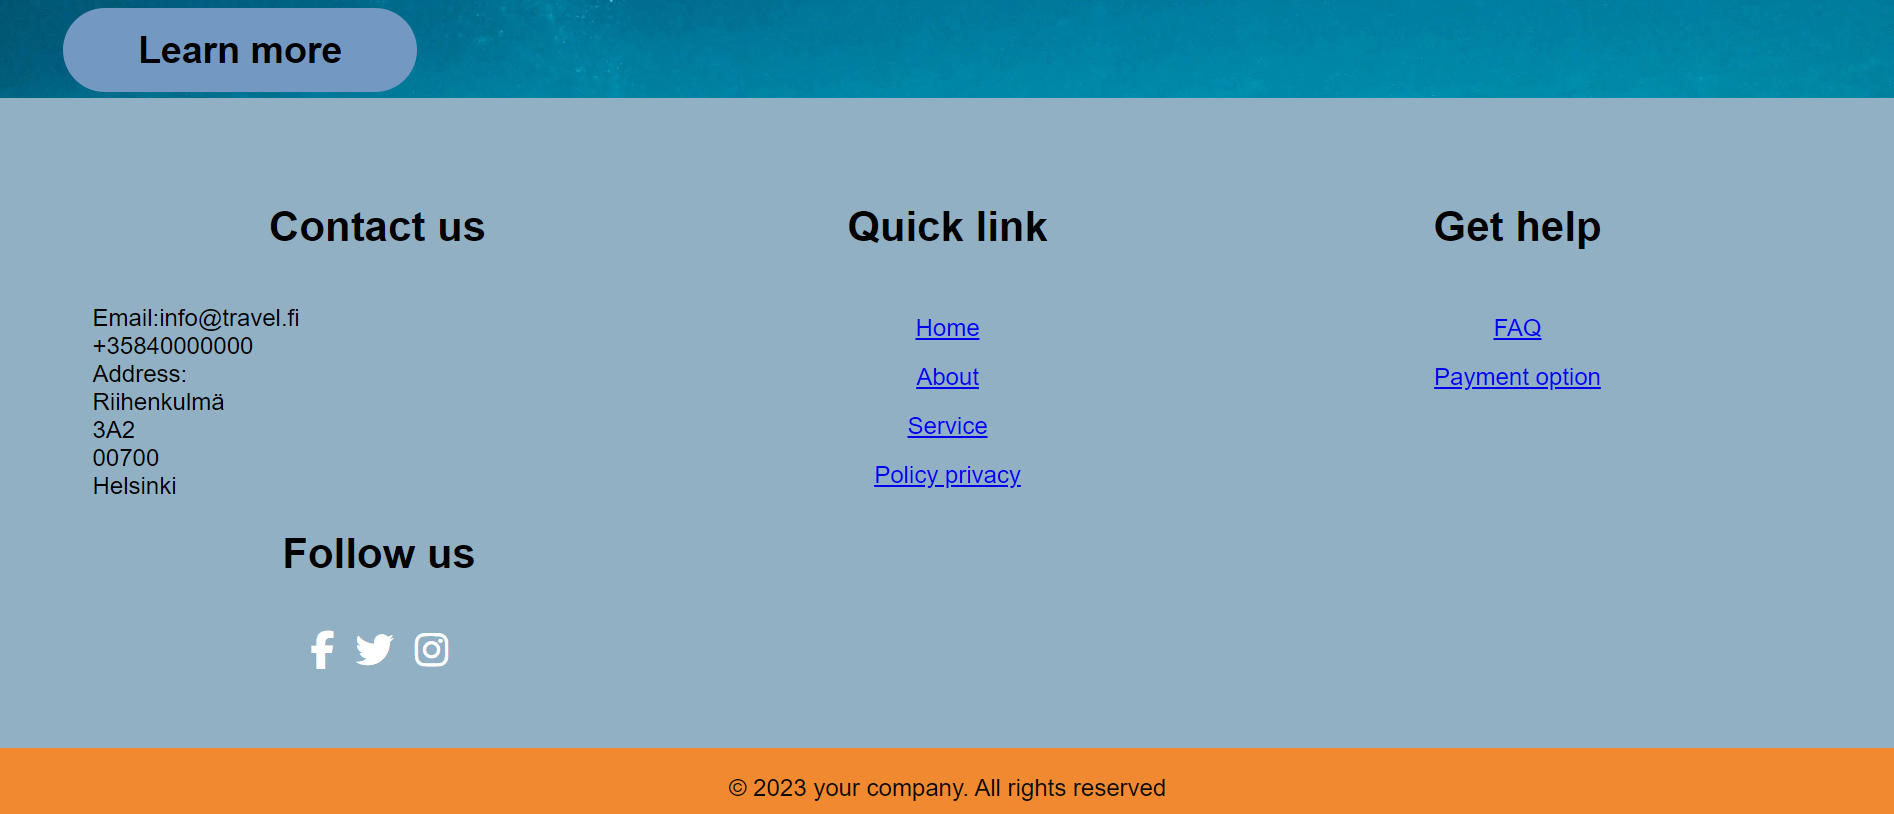 Learn more
Contact us
Email:info@travel.fi
+35840000000
Address:
Riihenkulmä
3A2
00700
Helsinki
Follow us
Quick link
Home
About
Service
Policy privacy
Get help
FAQ
Payment option
© 2023 your company. All rights reserved